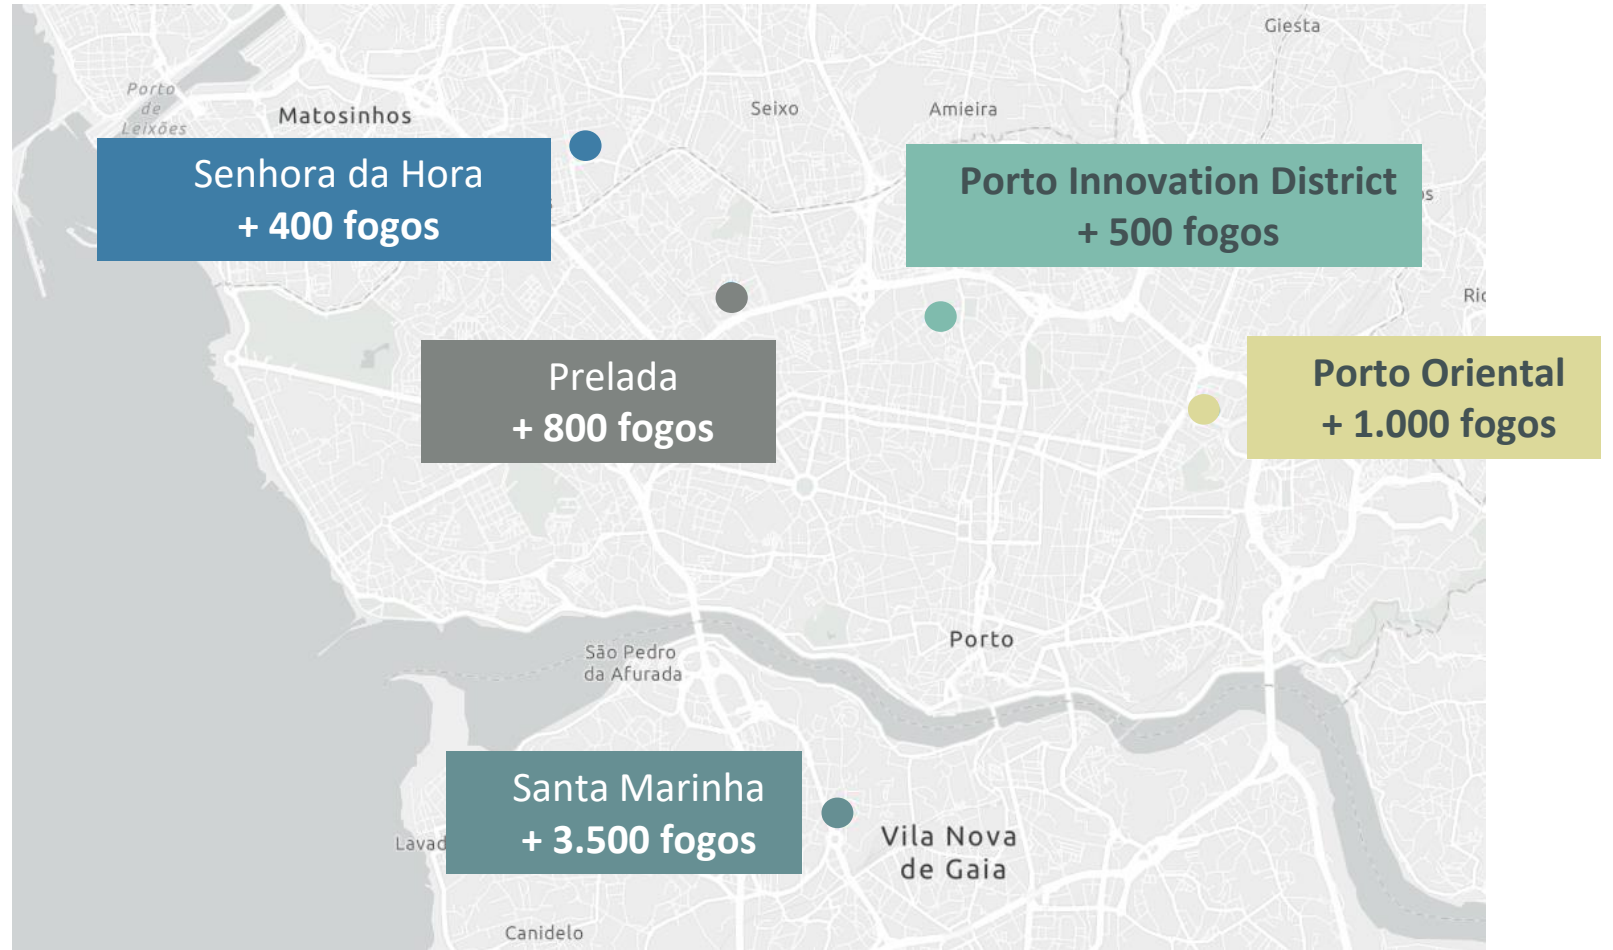 Giesta
Porto
de
Leixões
Matosinhos
Seixo
Amieira
Senhora da Hora
+ 400 fogos
Porto Innovation District
+ 500 fogos
Prelada
+ 800 fogos
Porto Oriental
+ 1.000 fogos
Porto
São Pedro
da Afurada
Santa Marinha
+ 3.500 fogos
Vila Nova
de Gaia
Canidelo